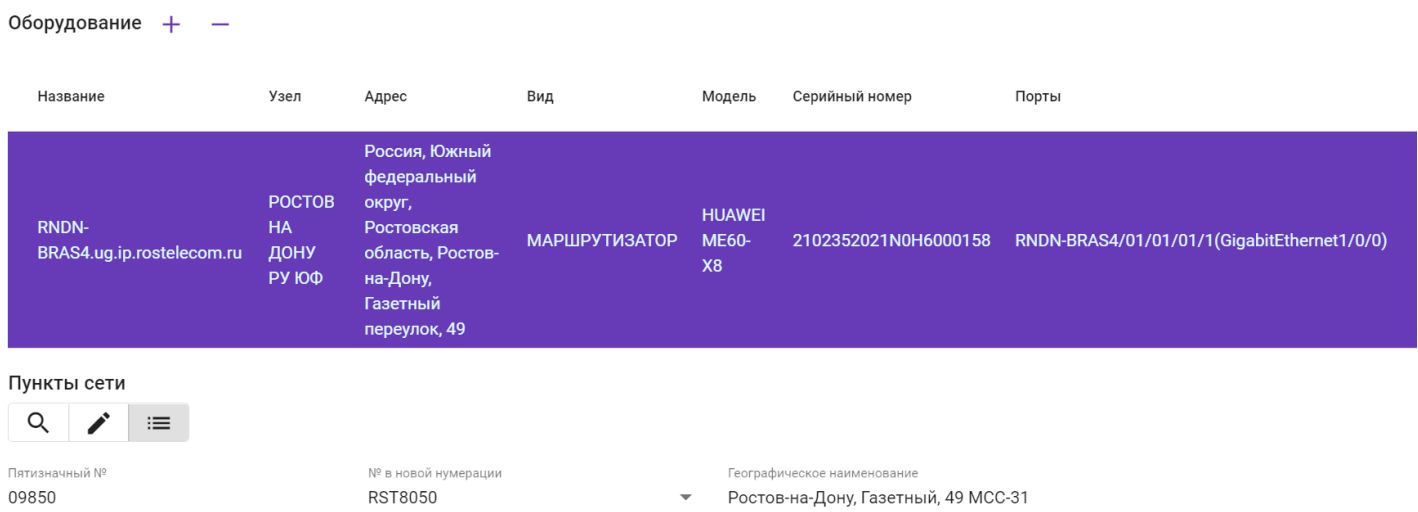 Оборудование + −
Название Узел Адрес Вид Модель Серийный номер Порты
RNDN-
BRAS4.ug.ip.rostelecom.ru
РОСТОВ
НА
ДОНУ
РУ ЮФ
Россия, Южный
федеральный
округ,
Ростовская
область, Ростов-
на-Дону,
Газетный
переулок, 49
МАРШРУТИЗАТОР
HUAWEI
ME60-
X8
2102352021N0H6000158
RNDN-BRAS4/01/01/01/1(GigabitEthernet1/0/0)
Пункты сети
Пятизначный № № в новой нумерации Географическое наименование
09850 RST8050 Ростов-на-Дону, Газетный, 49 МСС-31